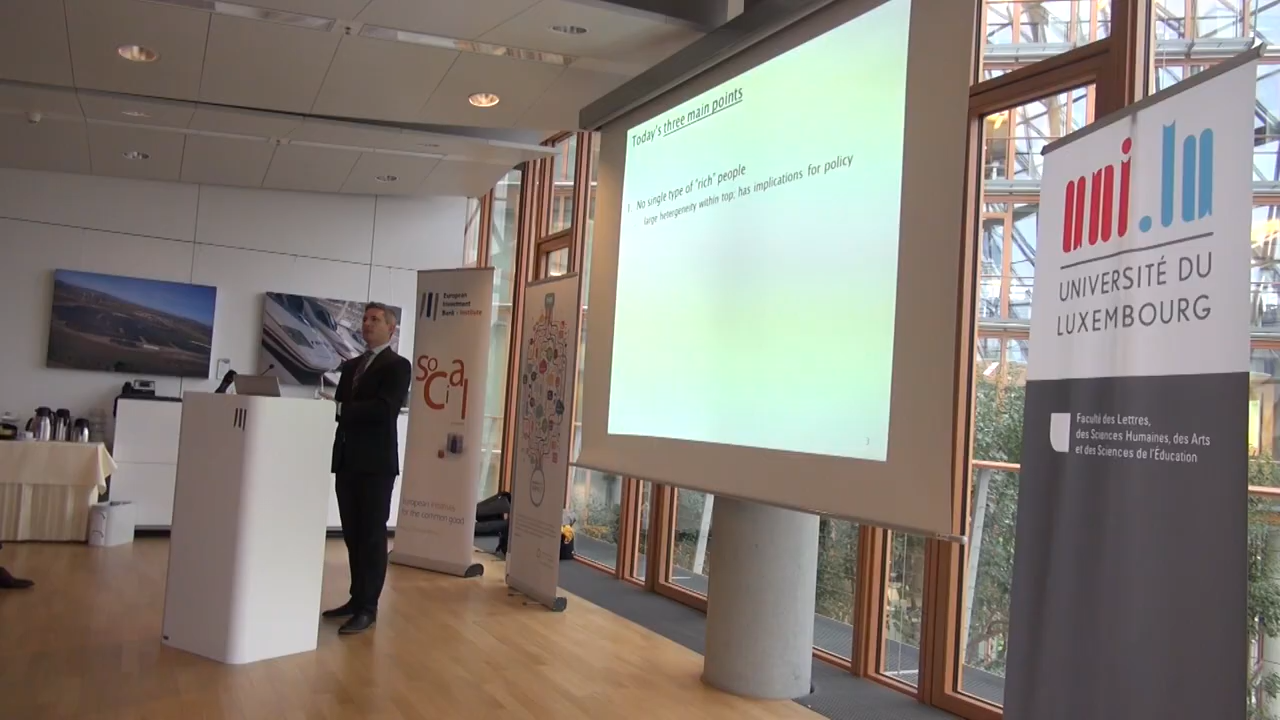 Today's three main points
1. No single type of "rich" people
large hetergeneity within top; has implications for policy
3
European
Investment
Bank Institute
Social
for the common good
uni.lu
UNIVERSITÉ DU
LUXEMBOURG
Faculté des Lettres,
des Sciences Humaines, des Arts
et des Sciences de l'Éducation